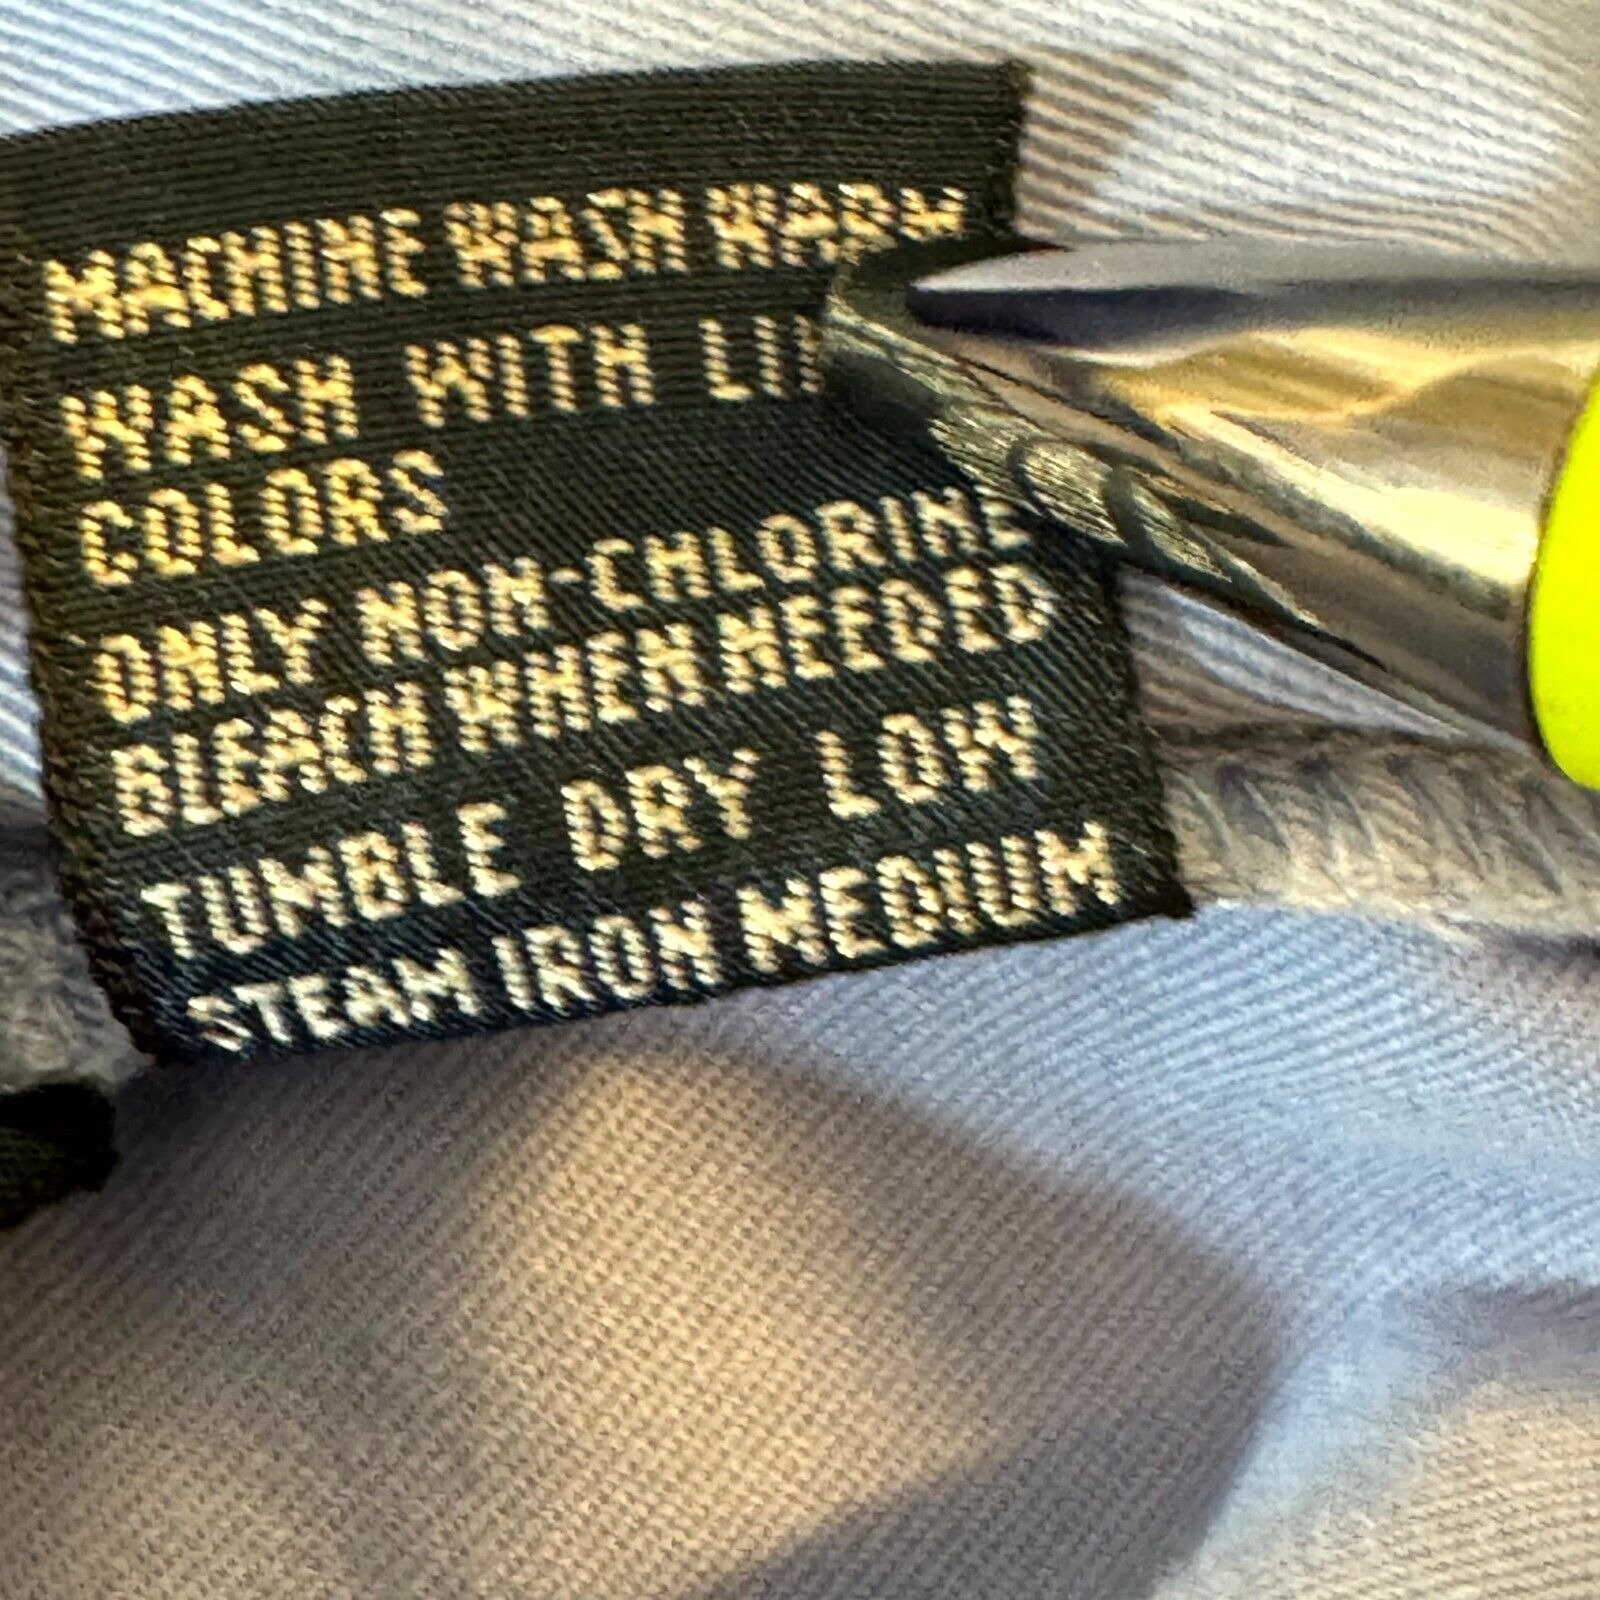 MACHINE WASH WARM
WASH WITH
COLORS
ONLY NON-CHLORINE
BLEACH WHEN NEEDED
TUMBLE DRY LOW
STEAM IRON MEDIUM